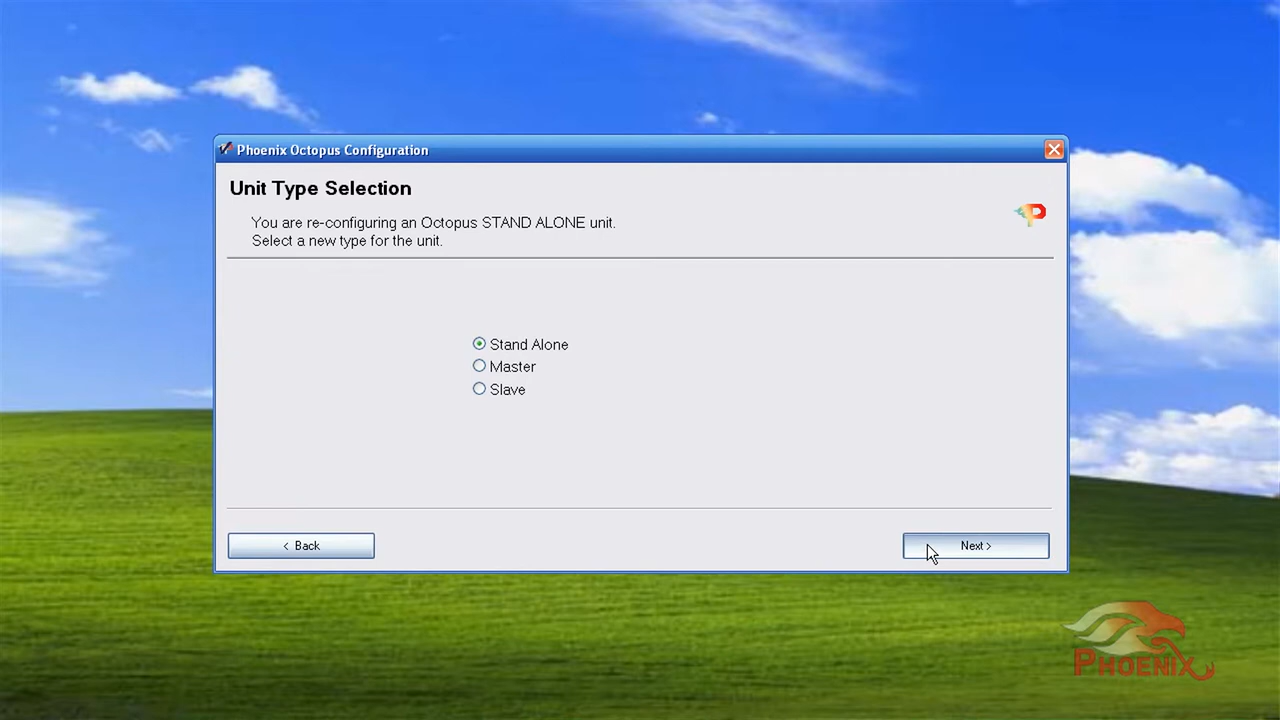 Phoenix Octopus Configuration
Unit Type Selection
You are re-configuring an Octopus STAND ALONE unit.
Select a new type for the unit.
Stand Alone
Master
Slave
< Back
Next >
PHOENIX